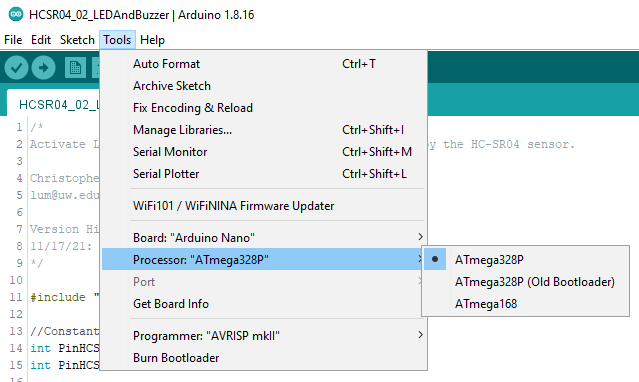 HCSR04_02_LEDAndBuzzer | Arduino 1.8.16
File Edit Sketch Tools Help
Auto Format Ctrl+T
HCSR04_02_L
Archive Sketch
Fix Encoding & Reload
1 /*
Manage Libraries... Ctrl+Shift+I
2 Activate L y the HC-SR04 sensor.
3
Serial Monitor Ctrl+Shift+M
4 Christophe
Serial Plotter Ctrl+Shift+L
5 lum@uw.edu
6
WiFi101 / WiFiNINA Firmware Updater
7 Version Hi
Board: "Arduino Nano"
8 11/17/21:
Processor: "ATmega328P"
9 */
ATmega328P
10
Port
ATmega328P (Old Bootloader)
11 #include "
Get Board Info
ATmega168
12
13 //Constant
Programmer: "AVRISP mkII"
14 int PinHCS
Burn Bootloader
15 int PinHCS